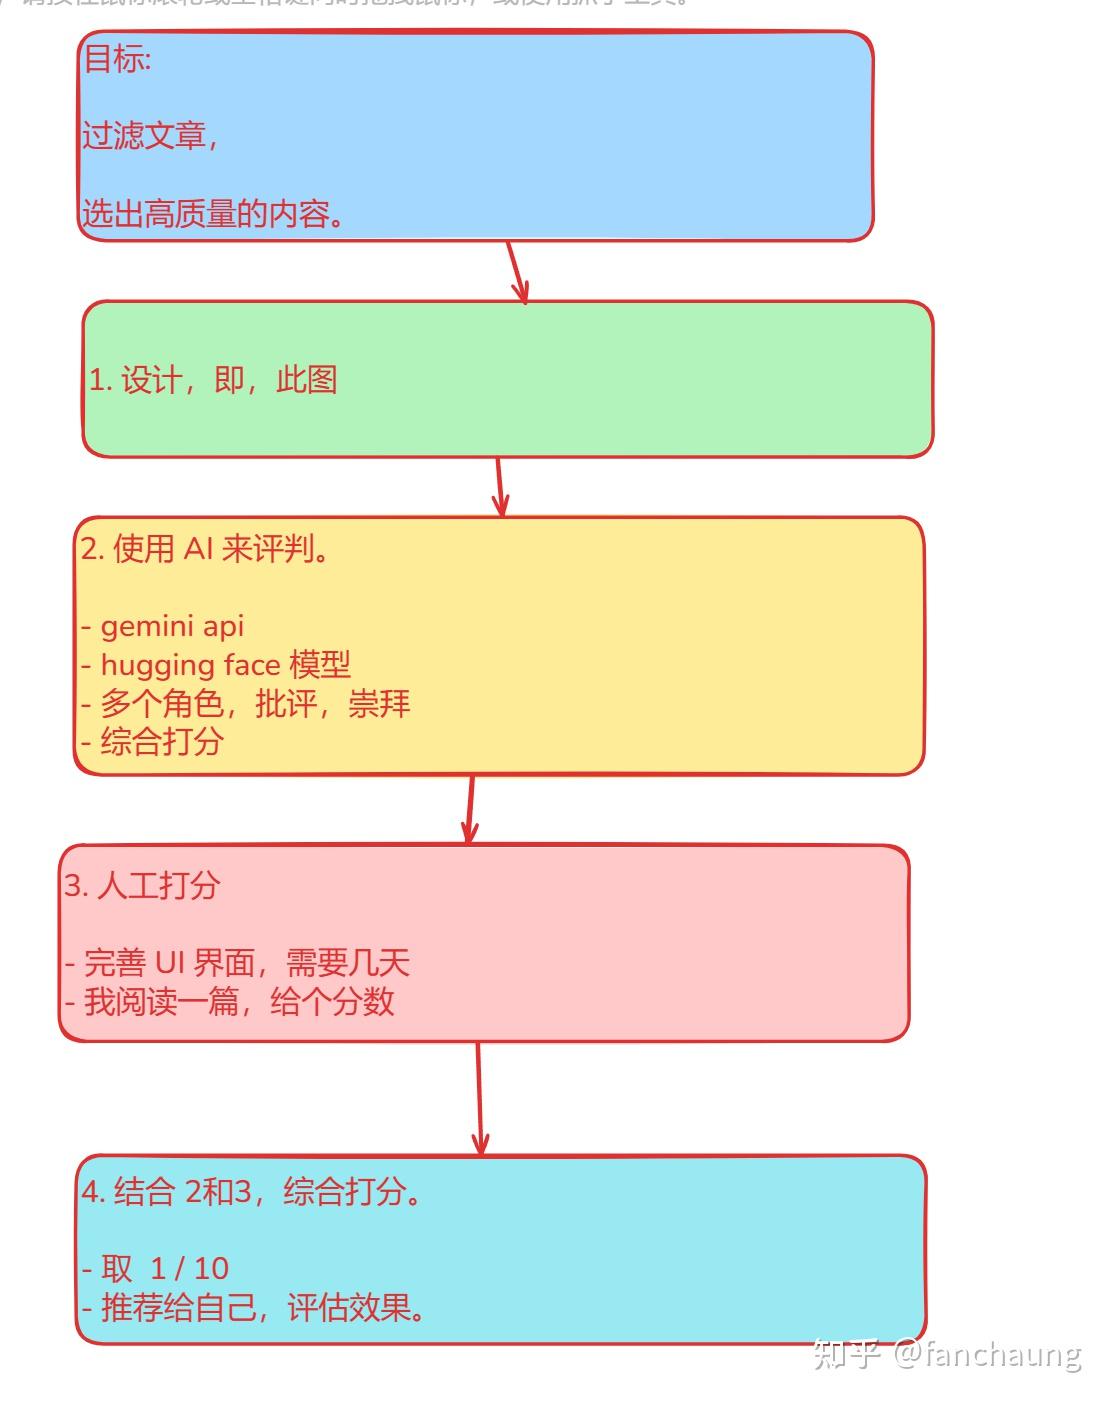 目标:
过滤文章，
选出高质量的内容。
1. 设计，即，此图
2. 使用 AI 来评判。
- gemini api
- hugging face 模型
- 多个角色，批评，崇拜
- 综合打分
3. 人工打分
- 完善 UI 界面，需要几天
- 我阅读一篇，给个分数
4. 结合 2和3，综合打分。
- 取  1 / 10
- 推荐给自己，评估效果。
知乎 @fanchaung